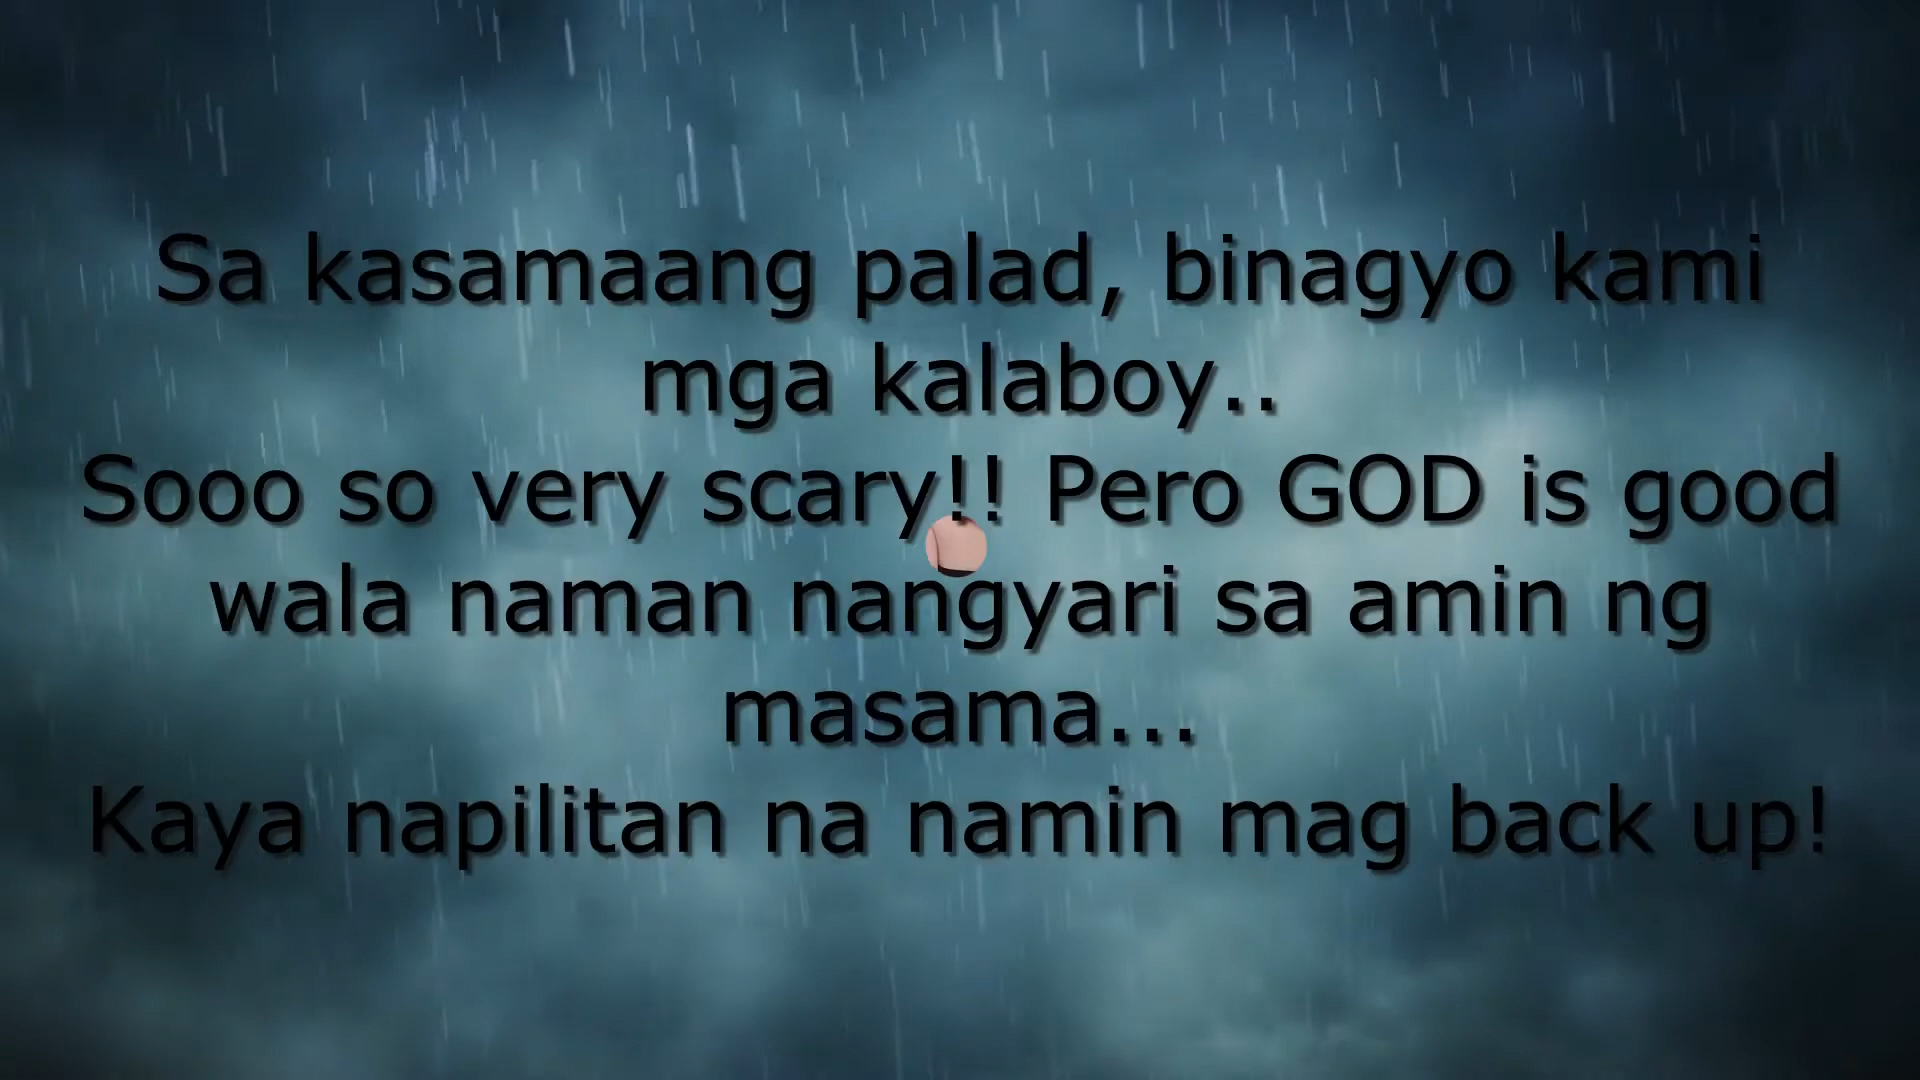 Sa kasamaang palad, binagyo kami
mga kalaboy..
Sooo so very scary!! Pero GOD is good
wala naman nangyari sa amin ng
masama...
Kaya napilitan na namin mag back up!